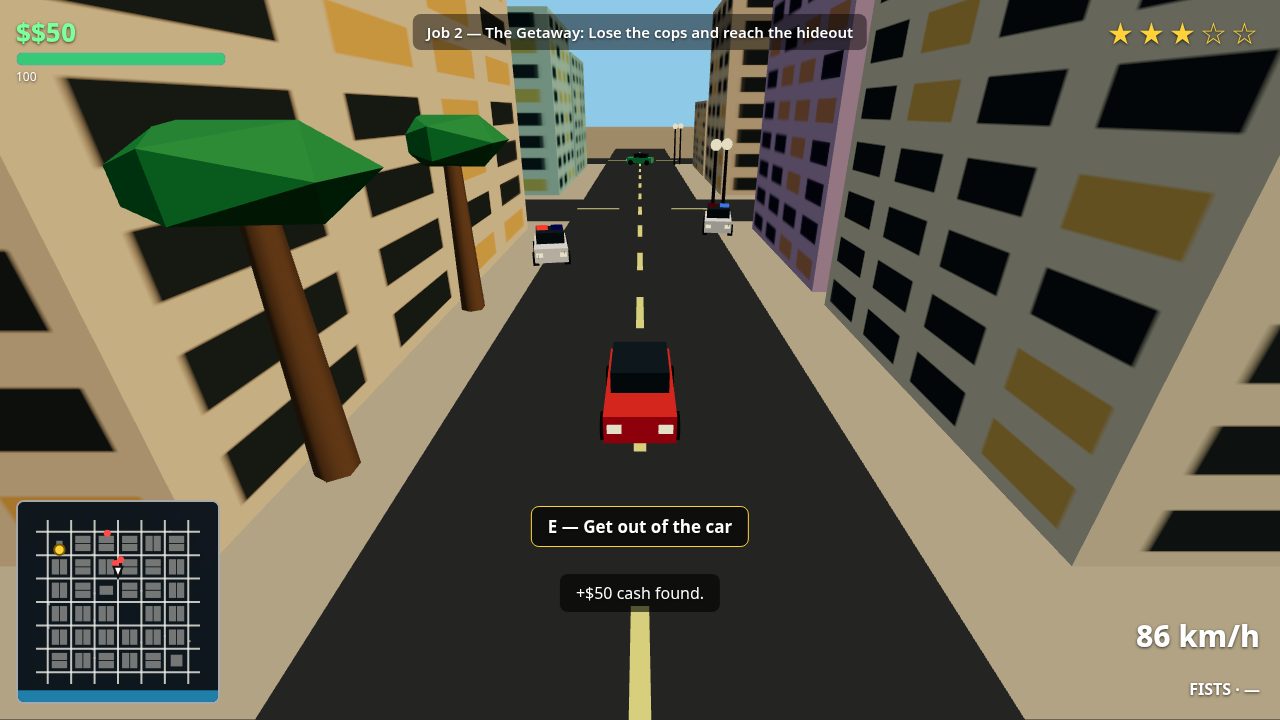 $$50
Job 2 — The Getaway: Lose the cops and reach the hideout
★★★☆☆
100
E — Get out of the car
+$50 cash found.
86 km/h
FISTS · —